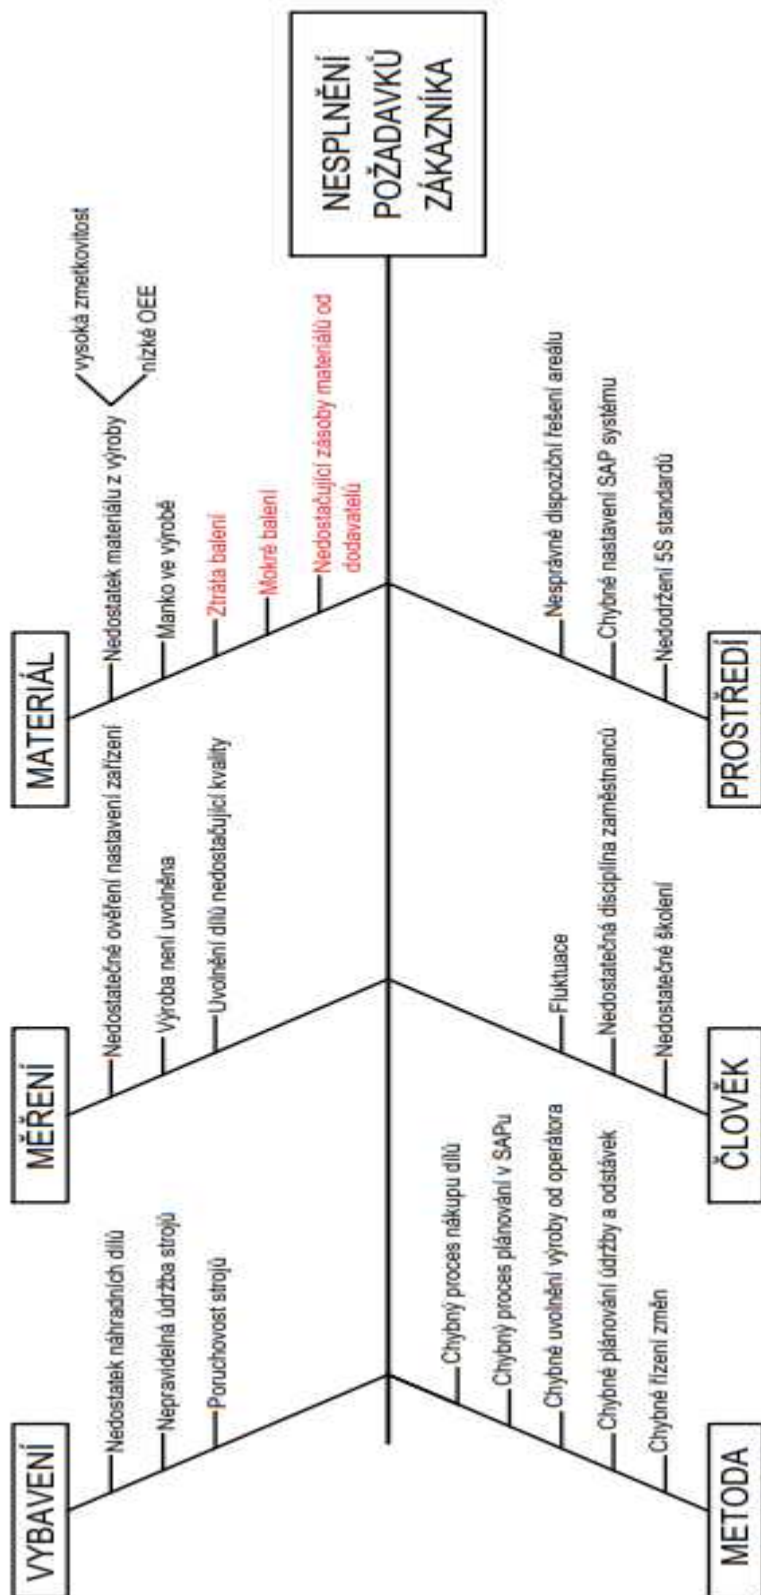 VYBAVENÍ
Nedostatek náhradních dílů
Nepravidelná údržba strojů
Poruchovost strojů
MĚŘENÍ
Nedostatečné ověření nastavení zařízení
Výroba není uvolněna
Uvolnění dílů nedostačující kvality
MATERIÁL
Nedostatek materiálu z výroby
vysoká zmetkovitost
nízké OEE
Manko ve výrobě
Ztráta balení
Mokré balení
Nedostačující zásoby materiálů od
dodavatelů
NESPLNĚNÍ
POŽADAVKŮ
ZÁKAZNÍKA
Chybný proces nákupu dílů
Chybný proces plánování v SAPu
Chybné uvolnění výroby od operátora
Chybné plánování údržby a odstávek
Chybné řízení změn
METODA
Fluktuace
Nedostatečná disciplína zaměstnanců
Nedostatečné školení
ČLOVĚK
Nesprávné dispoziční řešení areálu
Chybné nastavení SAP systému
Nedodržení 5S standardů
PROSTŘEDÍ